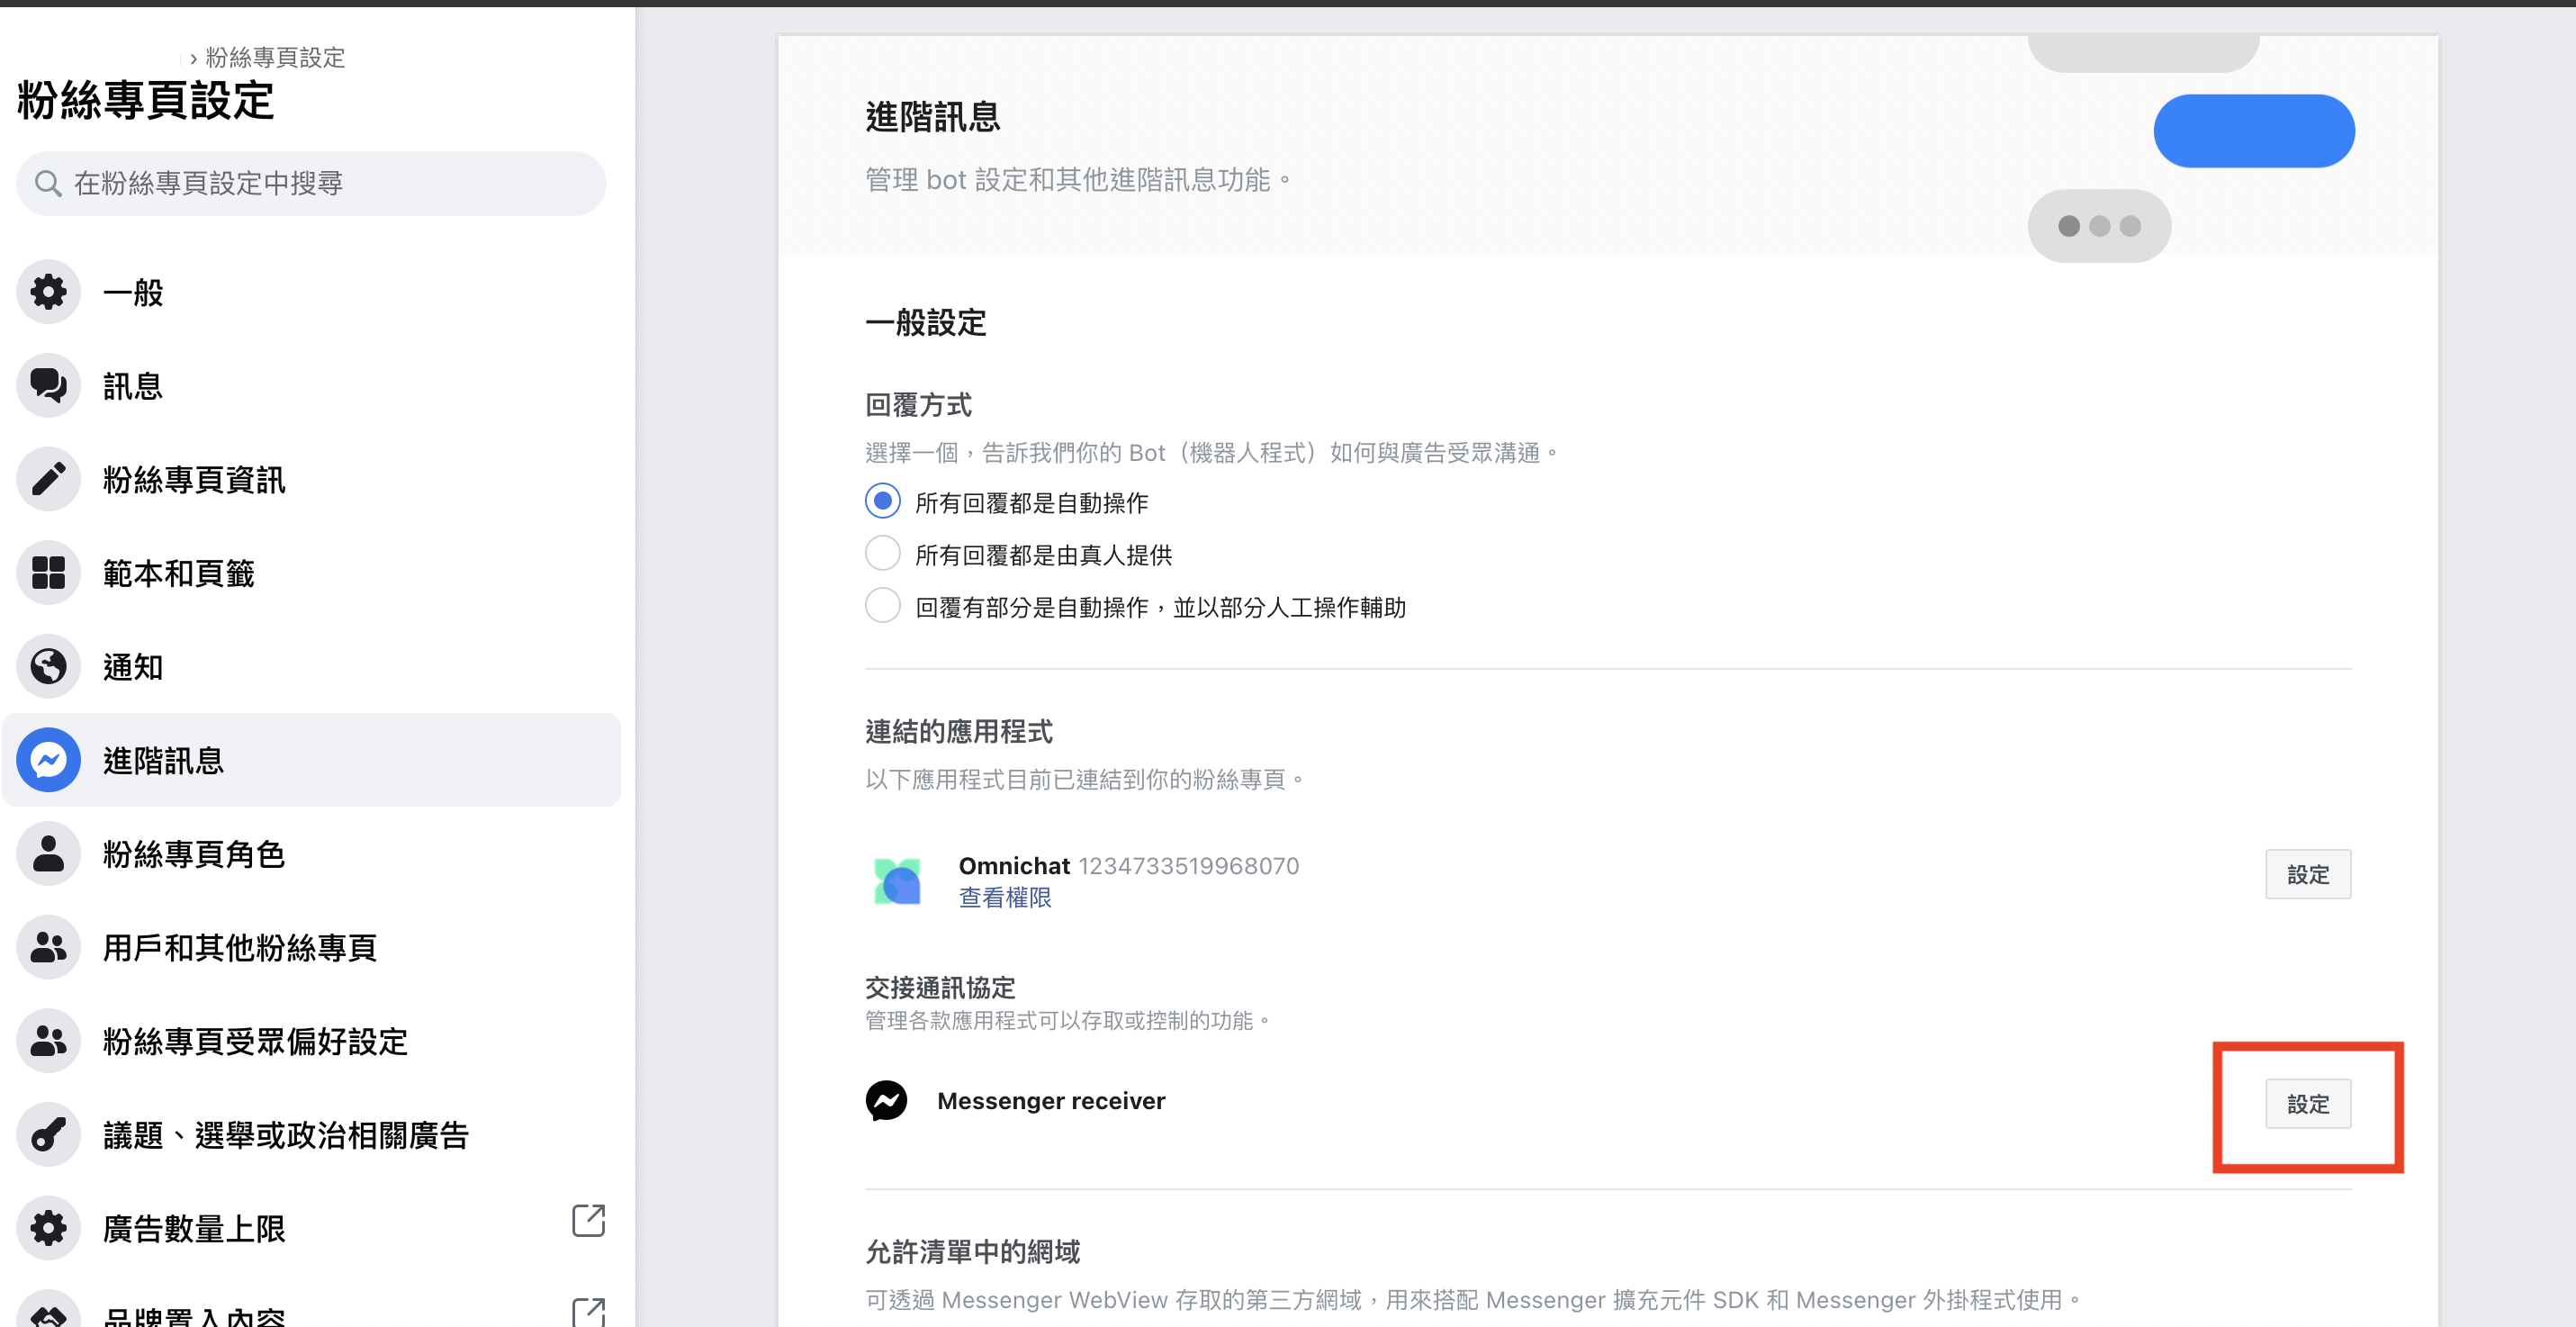 › 粉絲專頁設定
粉絲專頁設定
在粉絲專頁設定中搜尋
一般
訊息
粉絲專頁資訊
範本和頁籤
通知
進階訊息
粉絲專頁角色
用戶和其他粉絲專頁
粉絲專頁受眾偏好設定
議題、選舉或政治相關廣告
廣告數量上限
品牌置入內容
進階訊息
管理 bot 設定和其他進階訊息功能。
一般設定
回覆方式
選擇一個，告訴我們你的 Bot（機器人程式）如何與廣告受眾溝通。
所有回覆都是自動操作
所有回覆都是由真人提供
回覆有部分是自動操作，並以部分人工操作輔助
連結的應用程式
以下應用程式目前已連結到你的粉絲專頁。
Omnichat 1234733519968070
查看權限
設定
交接通訊協定
管理各款應用程式可以存取或控制的功能。
Messenger receiver
設定
允許清單中的網域
可透過 Messenger WebView 存取的第三方網域，用來搭配 Messenger 擴充元件 SDK 和 Messenger 外掛程式使用。